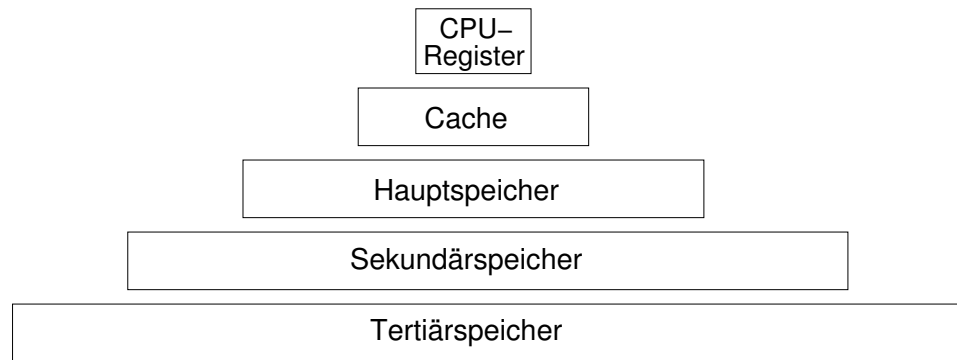 CPU–
Register
Cache
Hauptspeicher
Sekundärspeicher
Tertiärspeicher